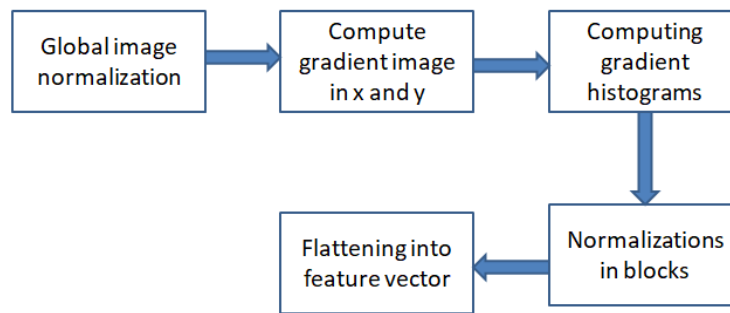 Global image
normalization
Compute
gradient image
in x and y
Computing
gradient
histograms
Normalizations
in blocks
Flattening into
feature vector